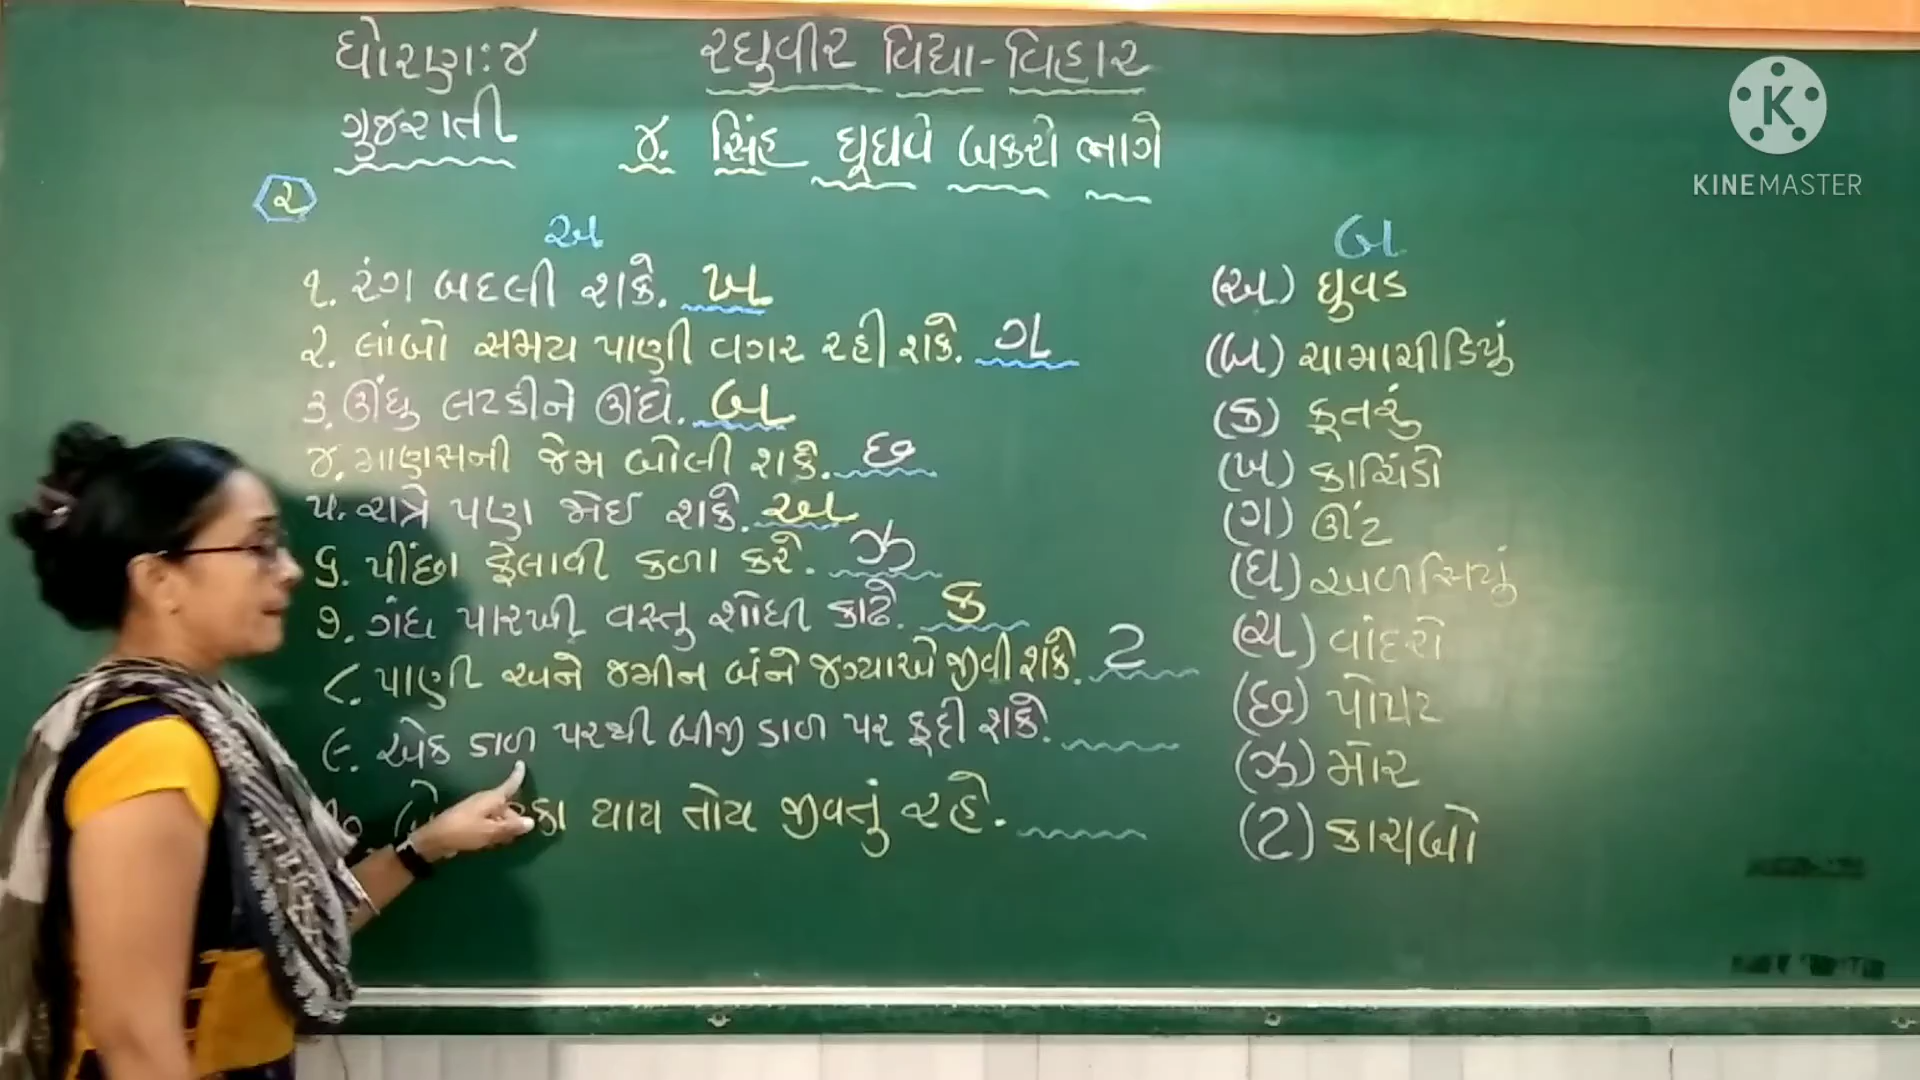 ધોરણ:૪ રઘુવીર વિદ્યા-વિહાર
ગુજરાતી ૪. સિંહ ઘૂઘવે બકરો ભાગે
KINEMASTER
૨
અ બ
૧. રંગ બદલી શકે. ખ (અ) ઘુવડ
૨. લાંબો સમય પાણી વગર રહી શકે. ગ (બ) ચામાચીડિયું
૩. ઊંધુ લટકીને ઊંઘે. બ (ક) કૂતરું
૪. માણસની જેમ બોલી શકે. છ (ખ) કાચિંડો
૫. રાત્રે પણ જોઈ શકે. અ (ગ) ઊંટ
૬. પીંછા ફેલાવી કળા કરે. ઝ (ઘ) અળસિયું
૭. ગંધ પારખી વસ્તુ શોધી કાઢે. ક (ચ) વાંદરો
૮. પાણી અને જમીન બંને જગ્યાએ જીવી શકે. ટ (છ) પોપટ
૯. એક ડાળ પરથી બીજી ડાળ પર કૂદી શકે. (ઝ) મોર
થાય તોય જીવતું રહે. (ટ) કાચબો